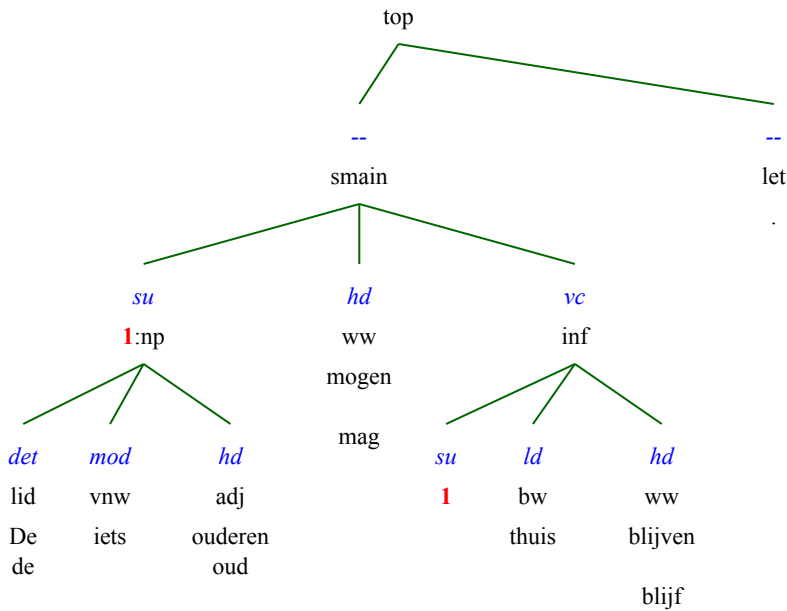 top
-- --
smain let
.
su hd vc
1:np ww inf
mogen
mag
det mod hd su ld hd
lid vnw adj 1 bw ww
De iets ouderen thuis blijven
de oud
blijf